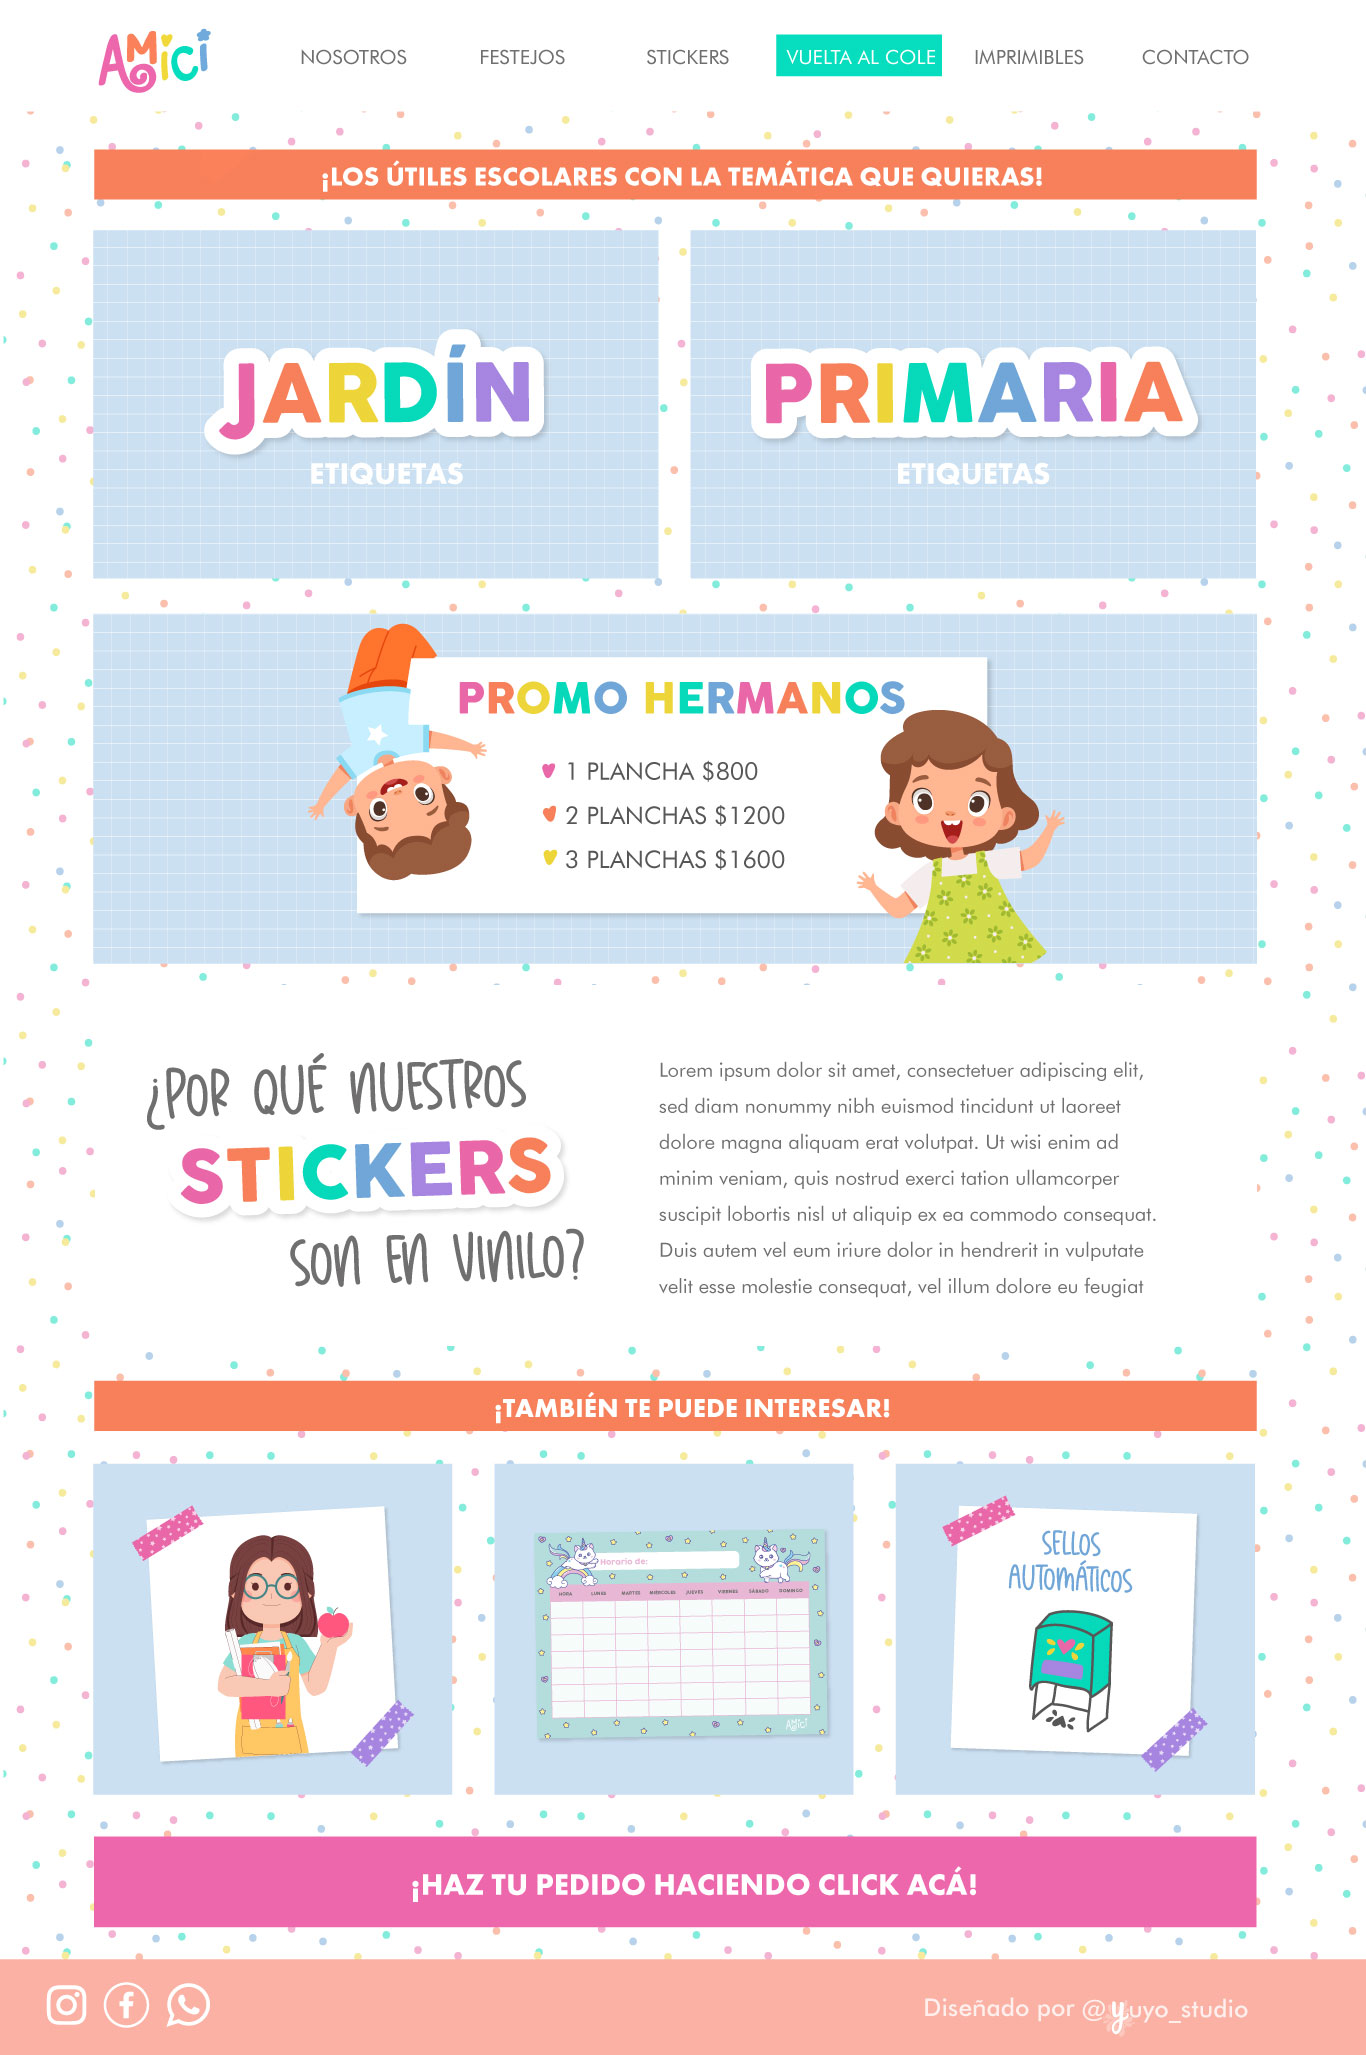 AMiCi
NOSOTROS
FESTEJOS
STICKERS
VUELTA AL COLE
IMPRIMIBLES
CONTACTO
¡LOS ÚTILES ESCOLARES CON LA TEMÁTICA QUE QUIERAS!
JARDÍN
ETIQUETAS
PRIMARIA
ETIQUETAS
PROMO HERMANOS
1 PLANCHA $800
2 PLANCHAS $1200
3 PLANCHAS $1600
¿POR QUÉ NUESTROS
STICKERS
SON EN VINILO?
Lorem ipsum dolor sit amet, consectetuer adipiscing elit,
sed diam nonummy nibh euismod tincidunt ut laoreet
dolore magna aliquam erat volutpat. Ut wisi enim ad
minim veniam, quis nostrud exerci tation ullamcorper
suscipit lobortis nisl ut aliquip ex ea commodo consequat.
Duis autem vel eum iriure dolor in hendrerit in vulputate
velit esse molestie consequat, vel illum dolore eu feugiat
¡TAMBIÉN TE PUEDE INTERESAR!
Horario de:
HORA LUNES MARTES MIÉRCOLES JUEVES VIERNES SÁBADO DOMINGO
AMiCi
SELLOS
AUTOMÁTICOS
¡HAZ TU PEDIDO HACIENDO CLICK ACÁ!
Diseñado por @yuyo_studio